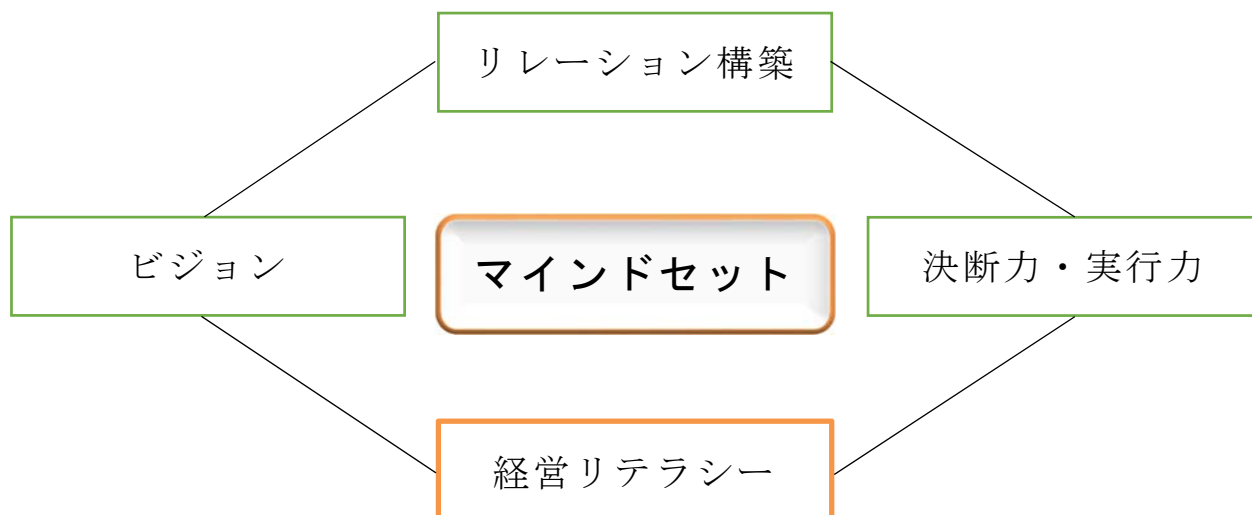 リレーション構築
ビジョン
マインドセット
決断力・実行力
経営リテラシー